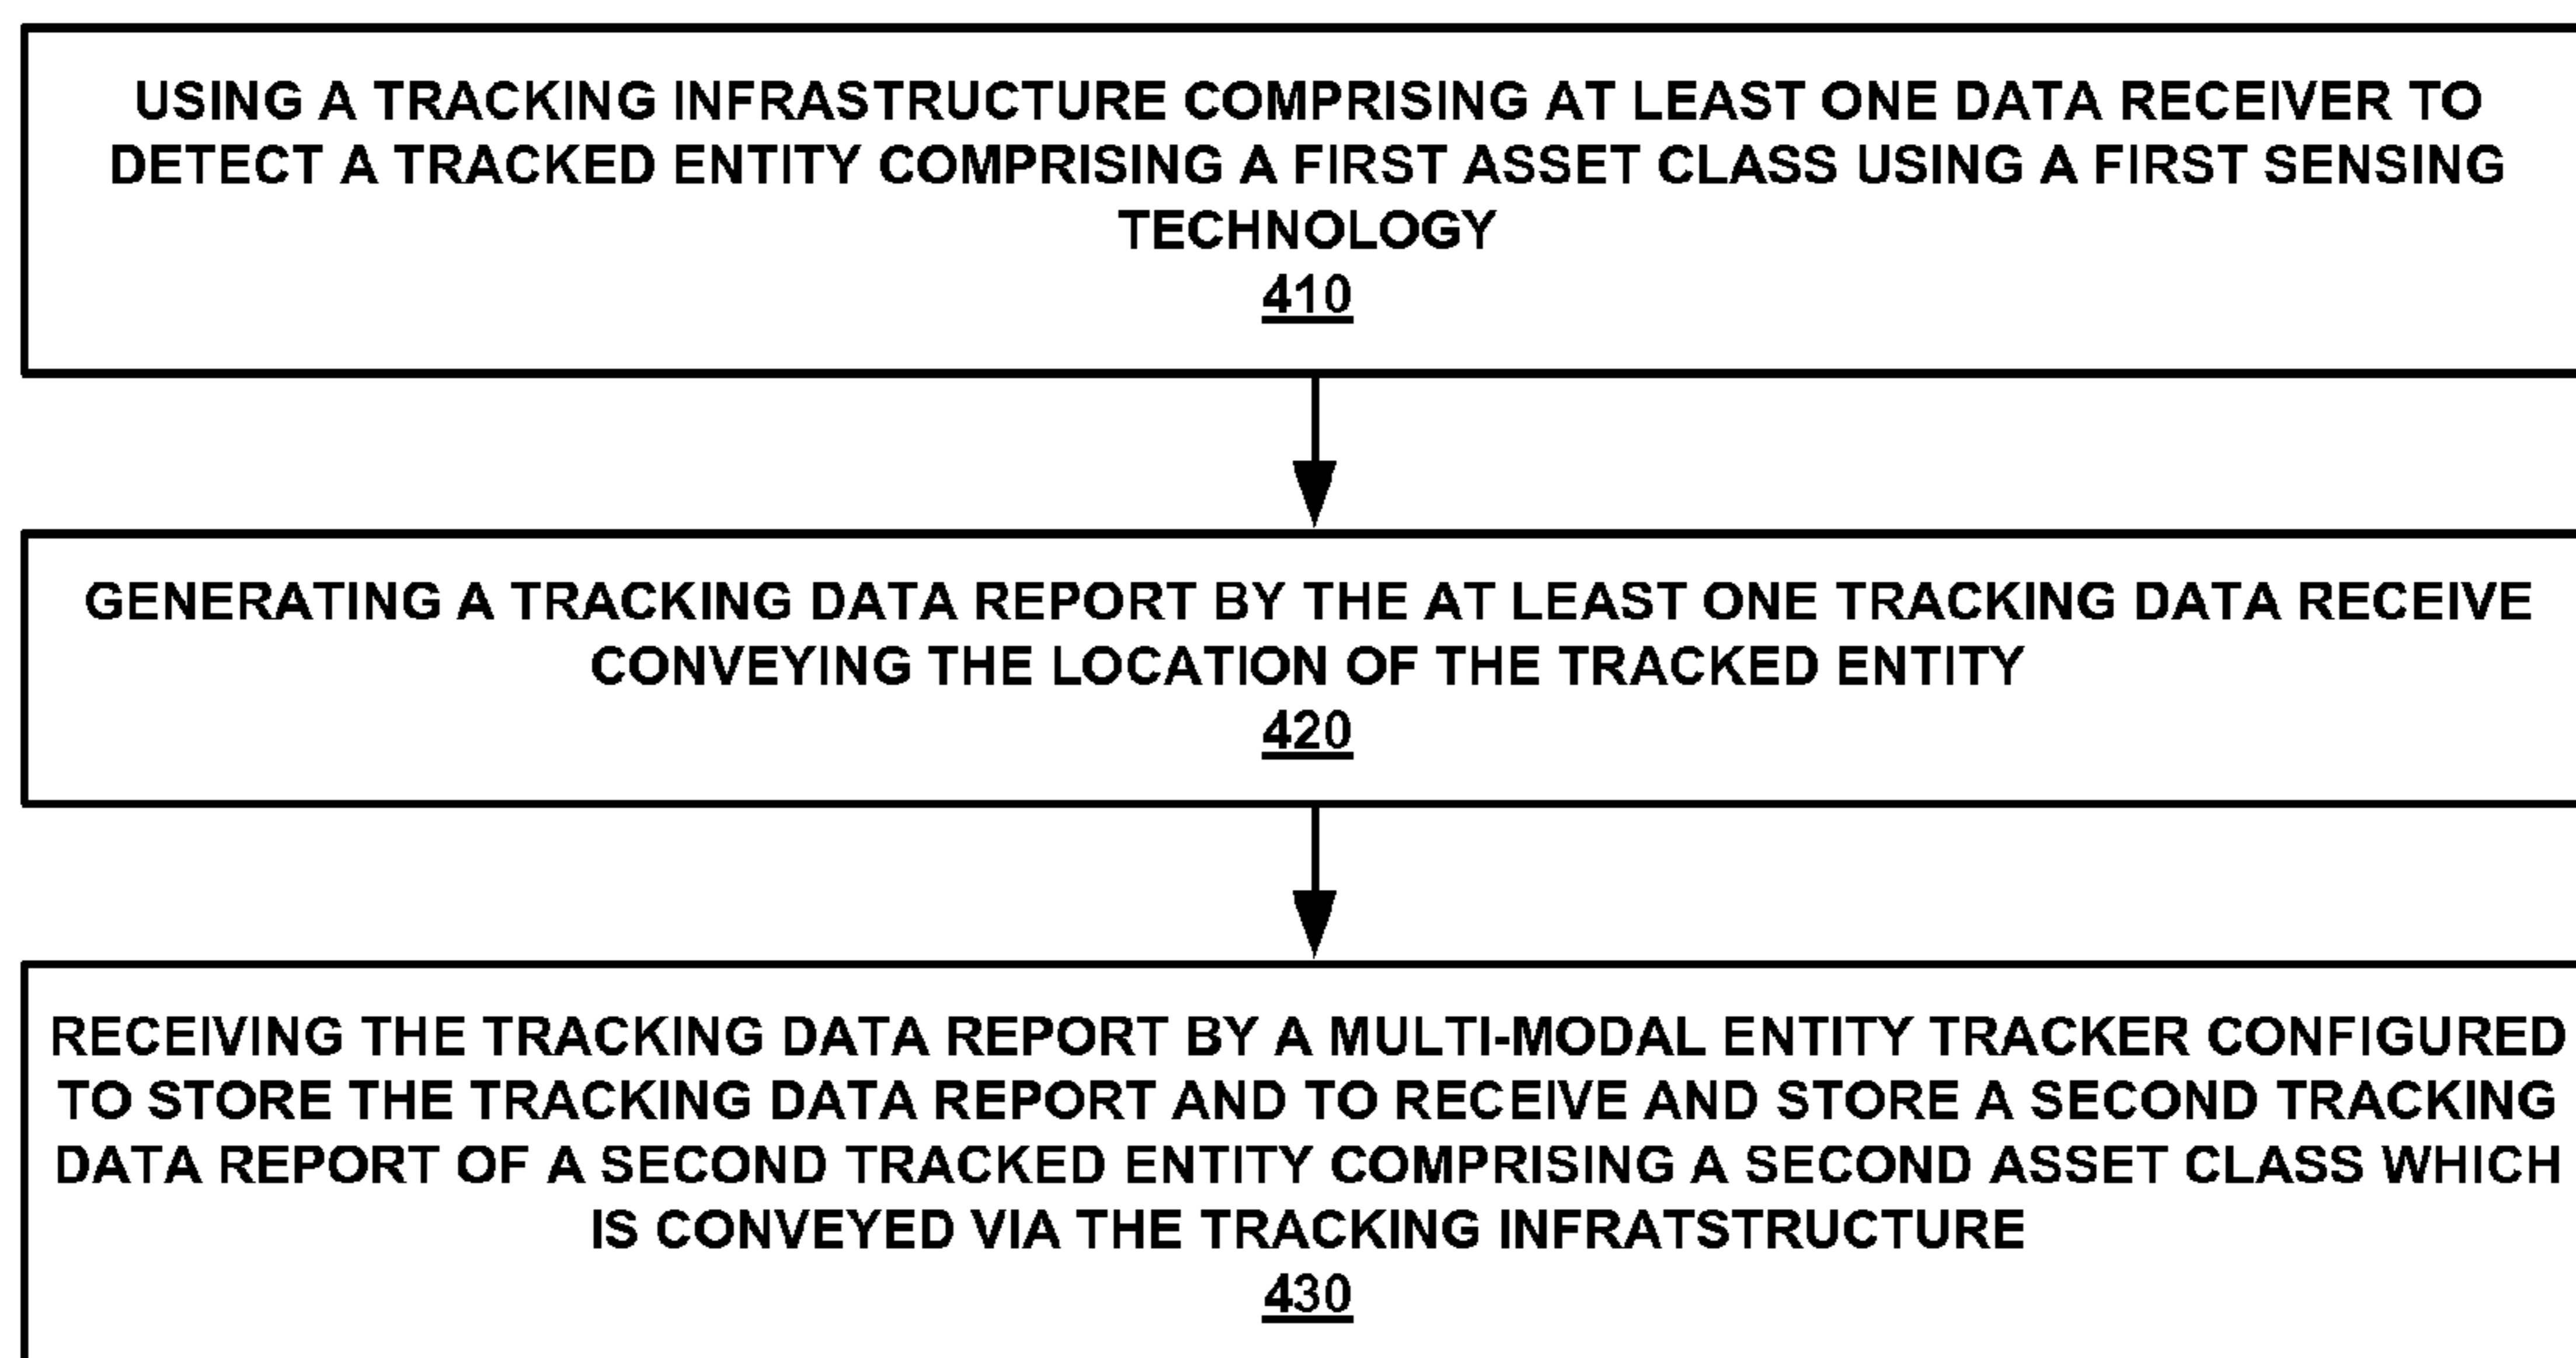 USING A TRACKING INFRASTRUCTURE COMPRISING AT LEAST ONE DATA RECEIVER TO
DETECT A TRACKED ENTITY COMPRISING A FIRST ASSET CLASS USING A FIRST SENSING
TECHNOLOGY
410
GENERATING A TRACKING DATA REPORT BY THE AT LEAST ONE TRACKING DATA RECEIVE
CONVEYING THE LOCATION OF THE TRACKED ENTITY
420
RECEIVING THE TRACKING DATA REPORT BY A MULTI-MODAL ENTITY TRACKER CONFIGURED
TO STORE THE TRACKING DATA REPORT AND TO RECEIVE AND STORE A SECOND TRACKING
DATA REPORT OF A SECOND TRACKED ENTITY COMPRISING A SECOND ASSET CLASS WHICH
IS CONVEYED VIA THE TRACKING INFRATSTRUCTURE
430